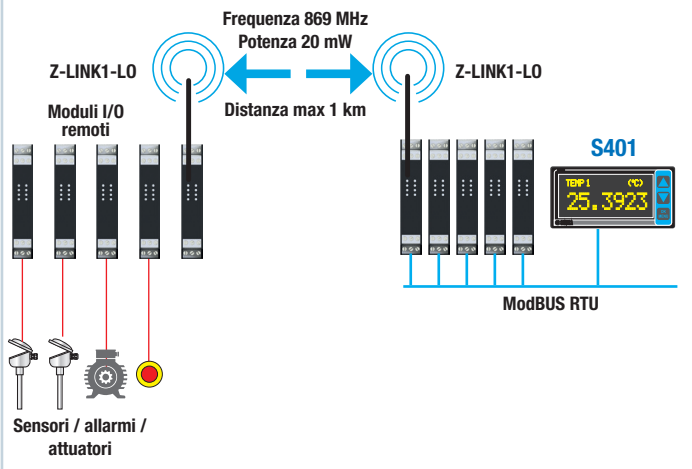 Frequenza 869 MHz
Potenza 20 mW
Z-LINK1-LO
Z-LINK1-LO
Distanza max 1 km
Moduli I/O
remoti
S401
TEMP 1 (°C)
25.3923
ModBUS RTU
Sensori / allarmi /
attuatori